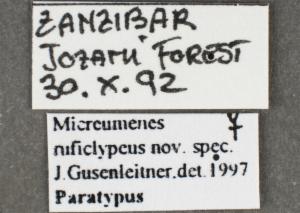 ZANZIBAR
JOZANI FOREST
30.X.92
Micreumenes ♀
ruficlypeus nov. spec.
J.Gusenleitner.det.1997
Paratypus